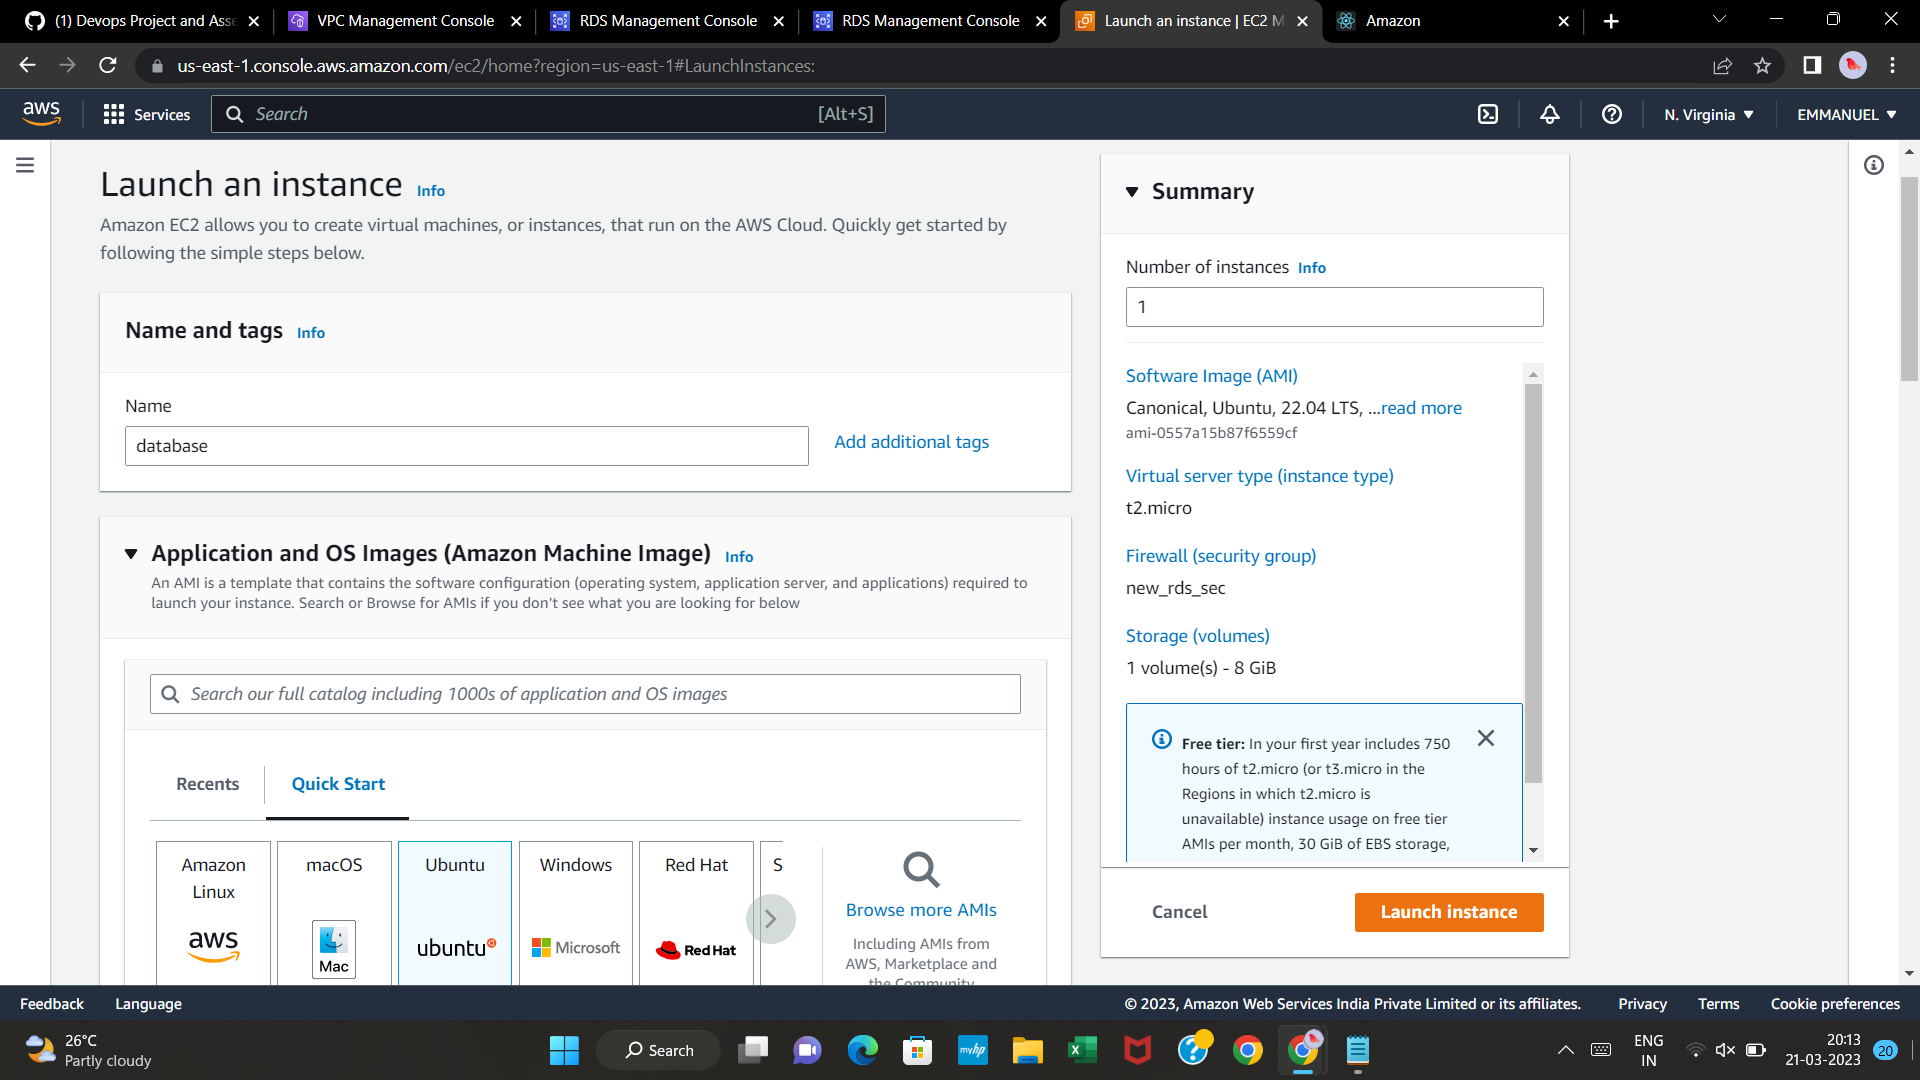 (1) Devops Project and Asse
VPC Management Console
RDS Management Console
RDS Management Console
Launch an instance | EC2 M
Amazon
us-east-1.console.aws.amazon.com/ec2/home?region=us-east-1#LaunchInstances:
aws
Services
Search
[Alt+S]
N. Virginia
EMMANUEL
Launch an instance Info
Amazon EC2 allows you to create virtual machines, or instances, that run on the AWS Cloud. Quickly get started by
following the simple steps below.
Name and tags Info
Name
database
Add additional tags
Application and OS Images (Amazon Machine Image) Info
An AMI is a template that contains the software configuration (operating system, application server, and applications) required to
launch your instance. Search or Browse for AMIs if you don't see what you are looking for below
Search our full catalog including 1000s of application and OS images
Recents
Quick Start
Amazon
Linux
aws
macOS
Mac
Ubuntu
ubuntu
Windows
Microsoft
Red Hat
Red Hat
S
Browse more AMIs
Including AMIs from
AWS, Marketplace and
the Community
Summary
Number of instances Info
1
Software Image (AMI)
Canonical, Ubuntu, 22.04 LTS, ...read more
ami-0557a15b87f6559cf
Virtual server type (instance type)
t2.micro
Firewall (security group)
new_rds_sec
Storage (volumes)
1 volume(s) - 8 GiB
Free tier: In your first year includes 750
hours of t2.micro (or t3.micro in the
Regions in which t2.micro is
unavailable) instance usage on free tier
AMIs per month, 30 GiB of EBS storage,
Cancel
Launch instance
Feedback
Language
© 2023, Amazon Web Services India Private Limited or its affiliates.
Privacy
Terms
Cookie preferences
26°C
Partly cloudy
Search
myhp
ENG
IN
20:13
21-03-2023
20